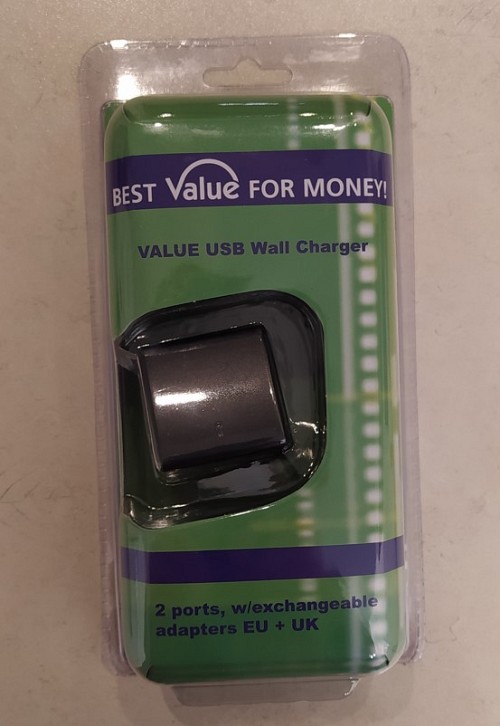 BEST Value FOR MONEY!
VALUE USB Wall Charger
2 ports, w/exchangeable
adapters EU + UK